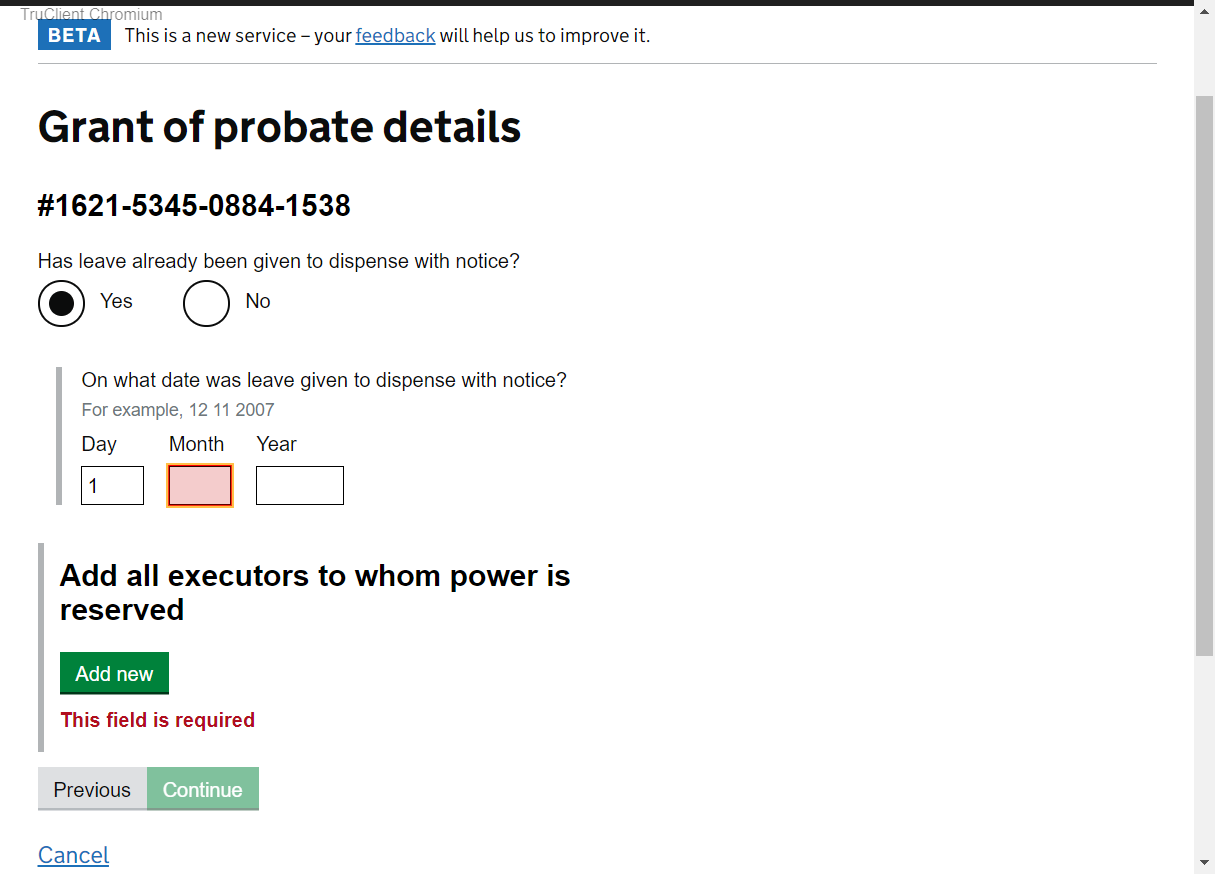 TruClient Chromium
BETA This is a new service – your feedback will help us to improve it.
Grant of probate details
#1621-5345-0884-1538
Has leave already been given to dispense with notice?
Yes No
On what date was leave given to dispense with notice?
For example, 12 11 2007
Day Month Year
1
Add all executors to whom power is
reserved
Add new
This field is required
Previous Continue
Cancel